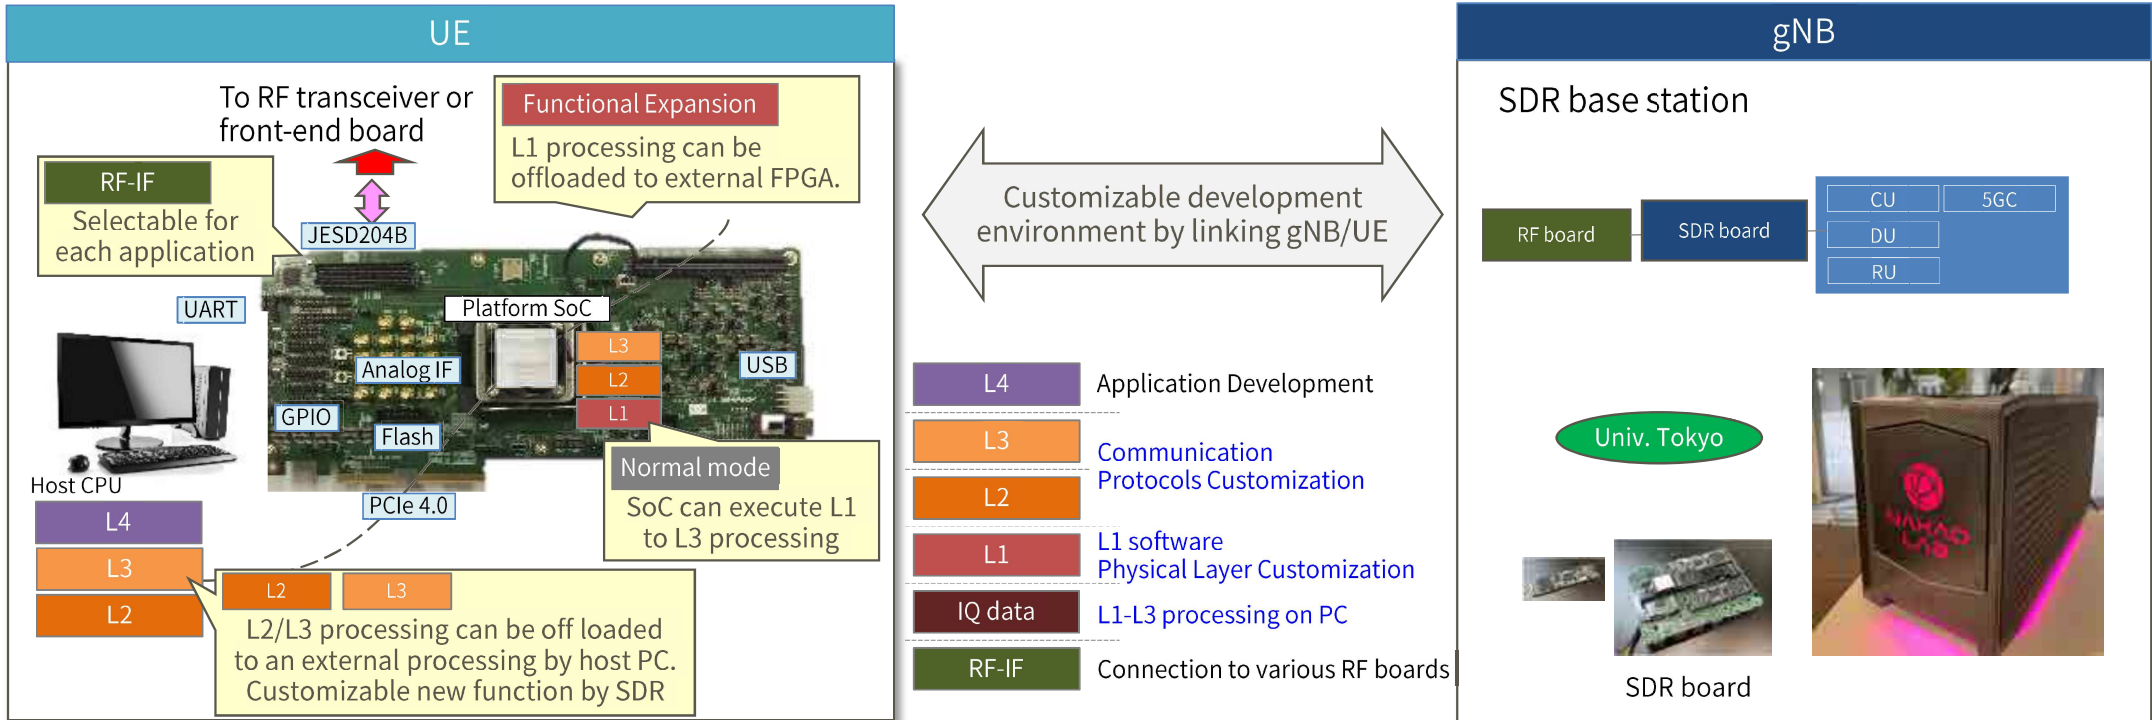 UE
To RF transceiver or
front-end board
Functional Expansion
L1 processing can be
offloaded to external FPGA.
RF-IF
Selectable for
each application
JESD204B
UART
Platform SoC
L3
L2
L1
Analog IF
USB
GPIO
Flash
Normal mode
SoC can execute L1
to L3 processing
Host CPU
PCIe 4.0
L4
L3
L2
L2 L3
L2/L3 processing can be off loaded
to an external processing by host PC.
Customizable new function by SDR
Customizable development
environment by linking gNB/UE
L4 Application Development
L3
Communication
Protocols Customization
L2
L1
L1 software
Physical Layer Customization
IQ data L1-L3 processing on PC
RF-IF Connection to various RF boards
gNB
SDR base station
RF board
SDR board
CU 5GC
DU
RU
Univ. Tokyo
NAKAO
LAB
SDR board